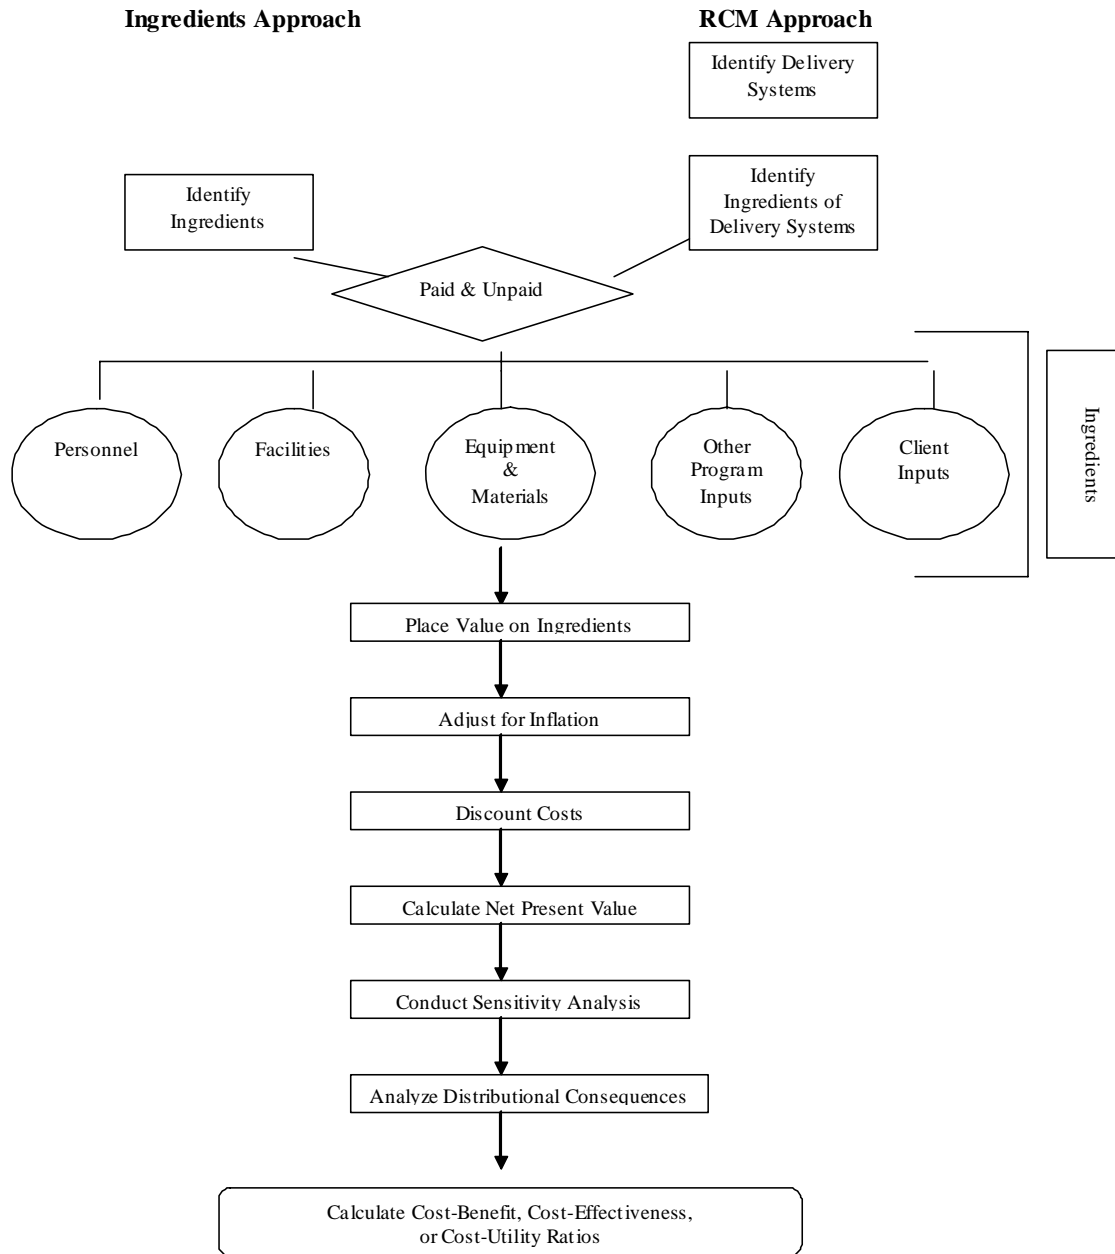 Ingredients Approach
RCM Approach
Identify Delivery
Systems
Identify
Ingredients
Identify
Ingredients of
Delivery Systems
Paid & Unpaid
Personnel
Facilities
Equipment
&
Materials
Other
Program
Inputs
Client
Inputs
Ingredients
Place Value on Ingredients
Adjust for Inflation
Discount Costs
Calculate Net Present Value
Conduct Sensitivity Analysis
Analyze Distributional Consequences
Calculate Cost-Benefit, Cost-Effectiveness,
or Cost-Utility Ratios